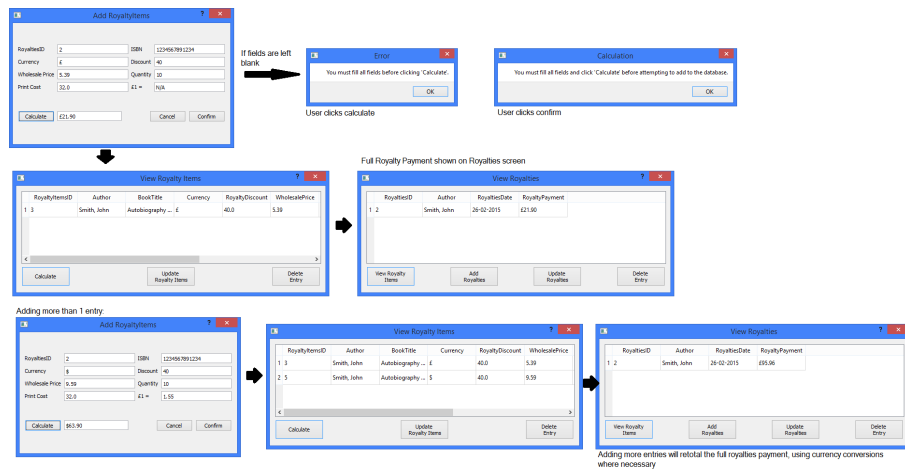 Add RoyaltyItems ? ×
RoyaltiesID 2 ISBN 1234567891234
Currency £ Discount 40
Wholesale Price 5.39 Quantity 10
Print Cost 32.0 £1 = N/A
Calculate £21.90 Cancel Confirm
If fields are left
blank
Error ×
You must fill all fields before clicking 'Calculate'.
OK
User clicks calculate
Calculation ×
You must fill all fields and click 'Calculate' before attempting to add to the database.
OK
User clicks confirm
View Royalty Items ? ×
RoyaltyItemsID Author BookTitle Currency RoyaltyDiscount WholesalePrice
1 3 Smith, John Autobiography ... £ 40.0 5.39
Calculate Update Royalty Items Delete Entry
Full Royalty Payment shown on Royalties screen
View Royalties ? ×
RoyaltiesID Author RoyaltiesDate RoyaltyPayment
1 2 Smith, John 26-02-2015 £21.90
View Royalty Items Add Royalties Update Royalties Delete Entry
Adding more than 1 entry:
Add RoyaltyItems ? ×
RoyaltiesID 2 ISBN 1234567891234
Currency $ Discount 40
Wholesale Price 9.59 Quantity 10
Print Cost 32.0 £1 = 1.55
Calculate $63.90 Cancel Confirm
View Royalty Items ? ×
RoyaltyItemsID Author BookTitle Currency RoyaltyDiscount WholesalePrice
1 3 Smith, John Autobiography ... £ 40.0 5.39
2 5 Smith, John Autobiography ... $ 40.0 9.59
Calculate Update Royalty Items Delete Entry
View Royalties ? ×
RoyaltiesID Author RoyaltiesDate RoyaltyPayment
1 2 Smith, John 26-02-2015 £95.96
View Royalty Items Add Royalties Update Royalties Delete Entry
Adding more entries will retotal the full royalties payment, using currency conversions
where necessary